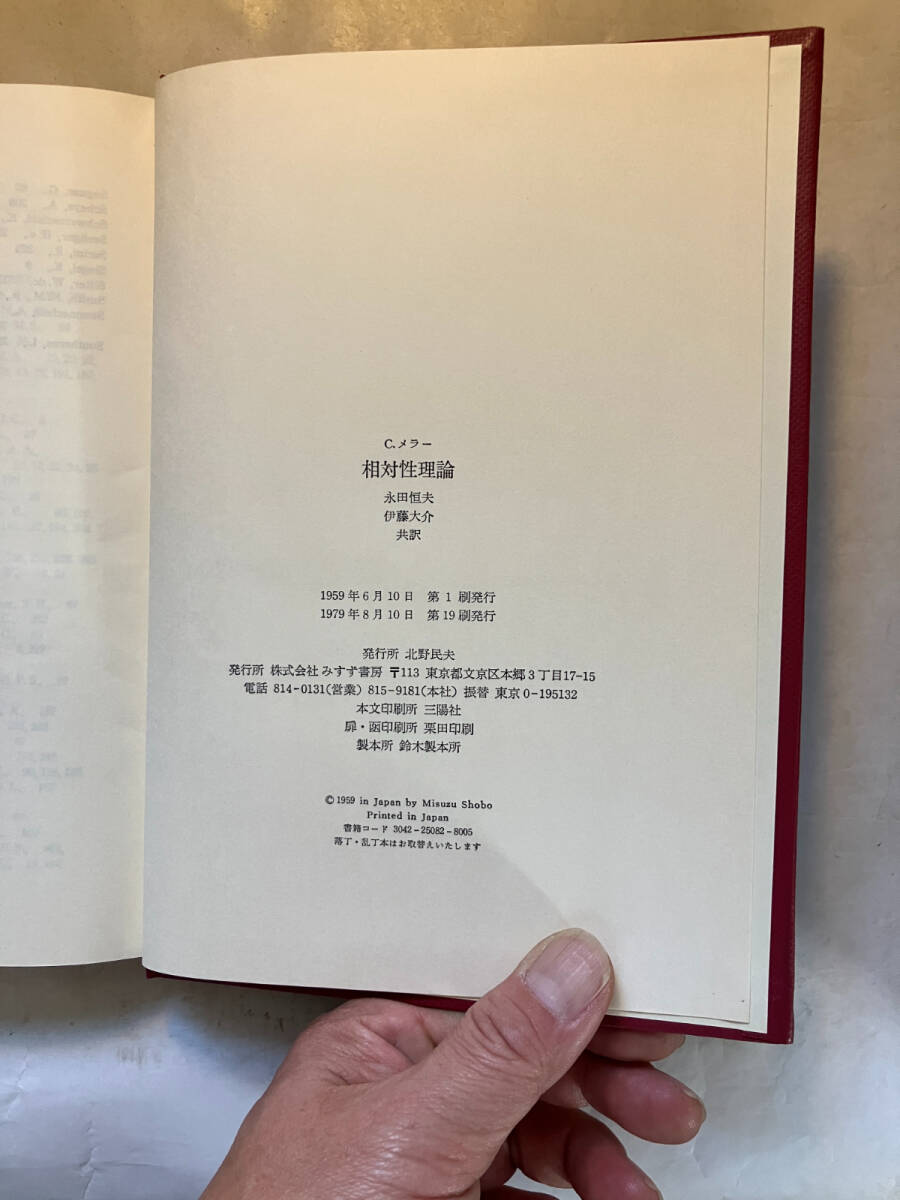 C.メラー
相対性理論
永田恒夫
伊藤大介
共訳
1959年6月10日 第1刷発行
1979年8月10日 第19刷発行
発行所 北野民夫
発行所 株式会社 みすず書房 〒113 東京都文京区本郷3丁目17-15
電話 814-0131(営業) 815-9181(本社) 振替 東京0-195132
本文印刷所 三陽社
扉・函印刷所 栗田印刷
製本所 鈴木製本所
©1959 in Japan by Misuzu Shobo
Printed in Japan
書籍コード 3042-25082-8005
落丁・乱丁本はお取替えいたします